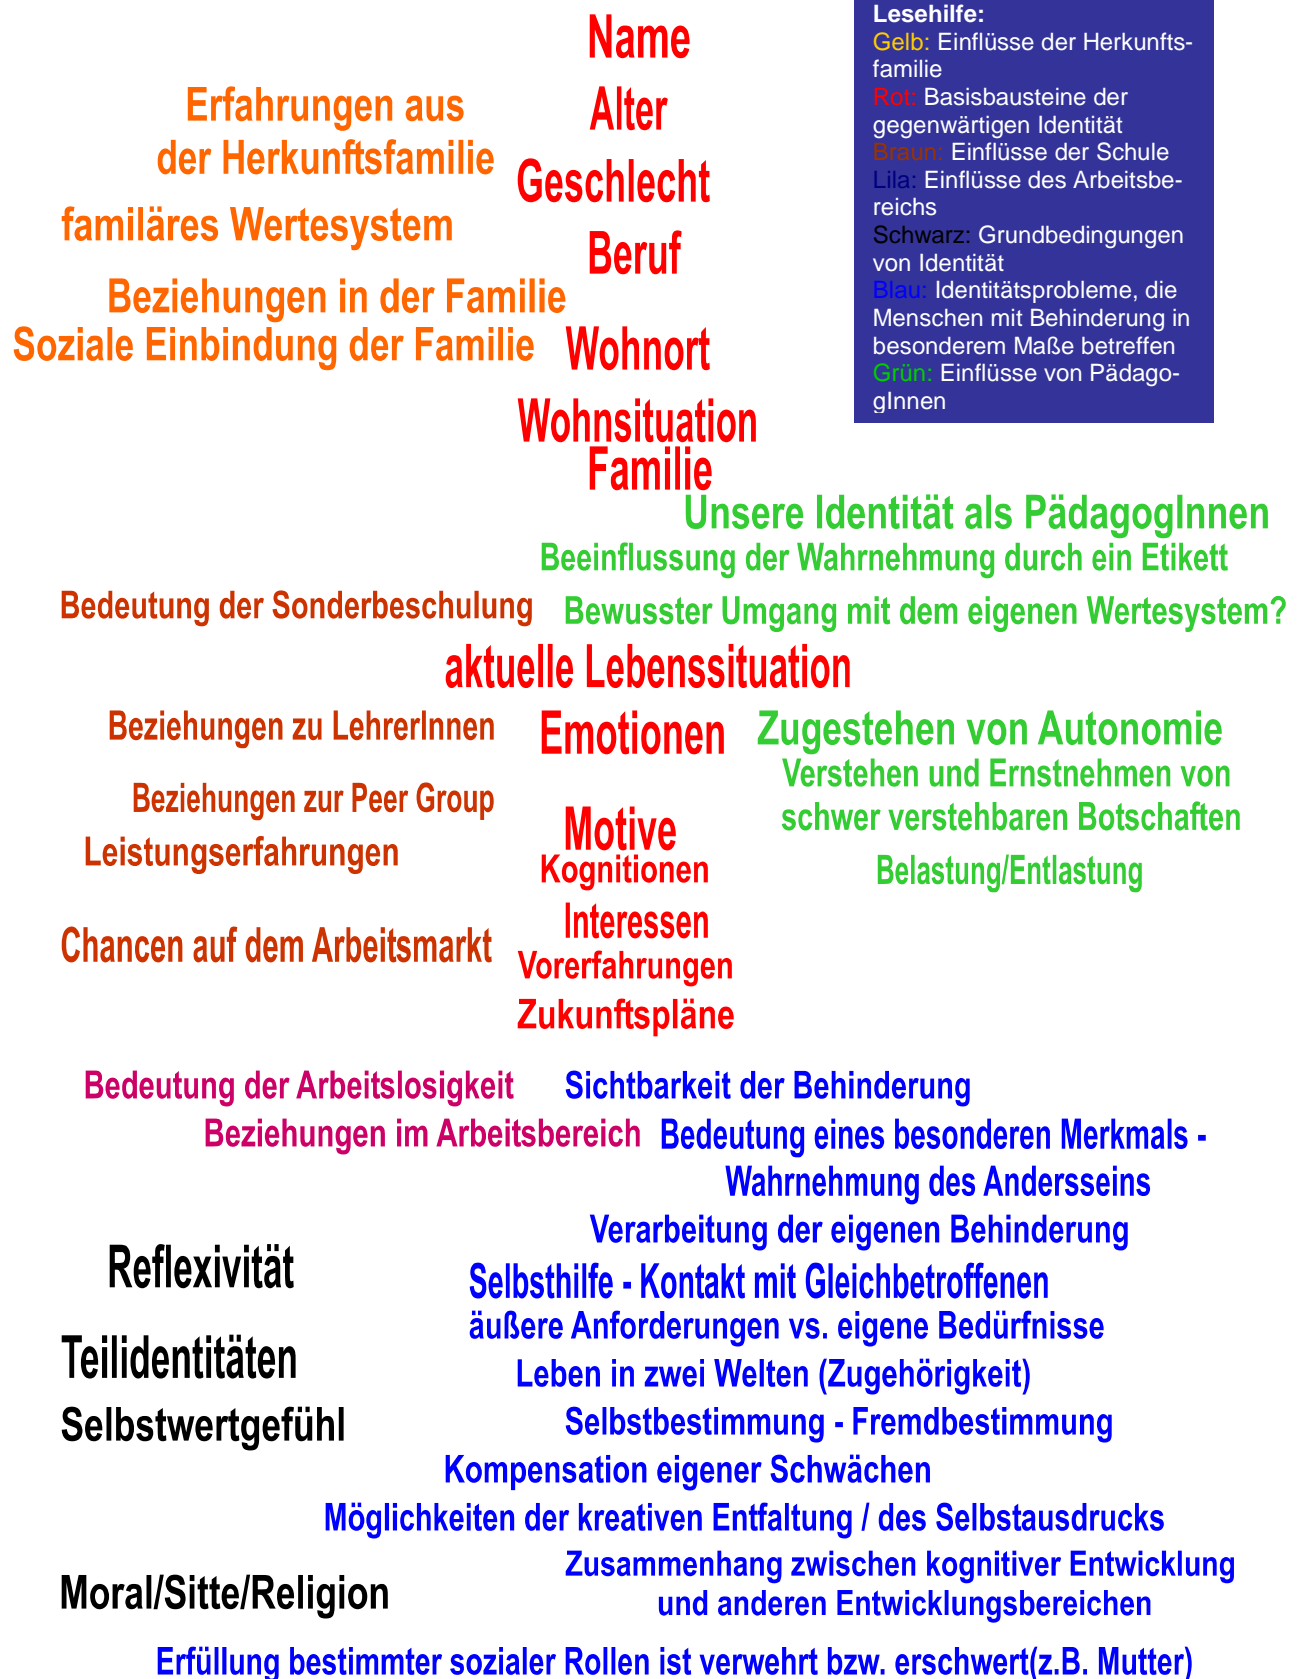 Name
Lesehilfe:
Gelb: Einflüsse der Herkunfts-
familie
Rot: Basisbausteine der
gegenwärtigen Identität
Braun: Einflüsse der Schule
Lila: Einflüsse des Arbeitsbe-
reichs
Schwarz: Grundbedingungen
von Identität
Blau: Identitätsprobleme, die
Menschen mit Behinderung in
besonderem Maße betreffen
Grün: Einflüsse von Pädago-
gInnen
Erfahrungen aus
der Herkunftsfamilie
familäres Wertesystem
Beziehungen in der Familie
Soziale Einbindung der Familie
Alter
Geschlecht
Beruf
Wohnort
Wohnsituation
Familie
Unsere Identität als PädagogInnen
Beeinflussung der Wahrnehmung durch ein Etikett
Bedeutung der Sonderbeschulung
Bewusster Umgang mit dem eigenen Wertesystem?
aktuelle Lebenssituation
Beziehungen zu LehrerInnen
Emotionen
Zugestehen von Autonomie
Verstehen und Ernstnehmen von
schwer verstehbaren Botschaften
Beziehungen zur Peer Group
Motive
Leistungserfahrungen
Kognitionen
Belastung/Entlastung
Interessen
Chancen auf dem Arbeitsmarkt
Vorerfahrungen
Zukunftspläne
Bedeutung der Arbeitslosigkeit
Sichtbarkeit der Behinderung
Beziehungen im Arbeitsbereich
Bedeutung eines besonderen Merkmals -
Wahrnehmung des Andersseins
Verarbeitung der eigenen Behinderung
Reflexivität
Selbsthilfe - Kontakt mit Gleichbetroffenen
äußere Anforderungen vs. eigene Bedürfnisse
Teilidentitäten
Leben in zwei Welten (Zugehörigkeit)
Selbstwertgefühl
Selbstbestimmung - Fremdbestimmung
Kompensation eigener Schwächen
Möglichkeiten der kreativen Entfaltung / des Selbstausdrucks
Zusammenhang zwischen kognitiver Entwicklung
und anderen Entwicklungsbereichen
Moral/Sitte/Religion
Erfüllung bestimmter sozialer Rollen ist verwehrt bzw. erschwert(z.B. Mutter)